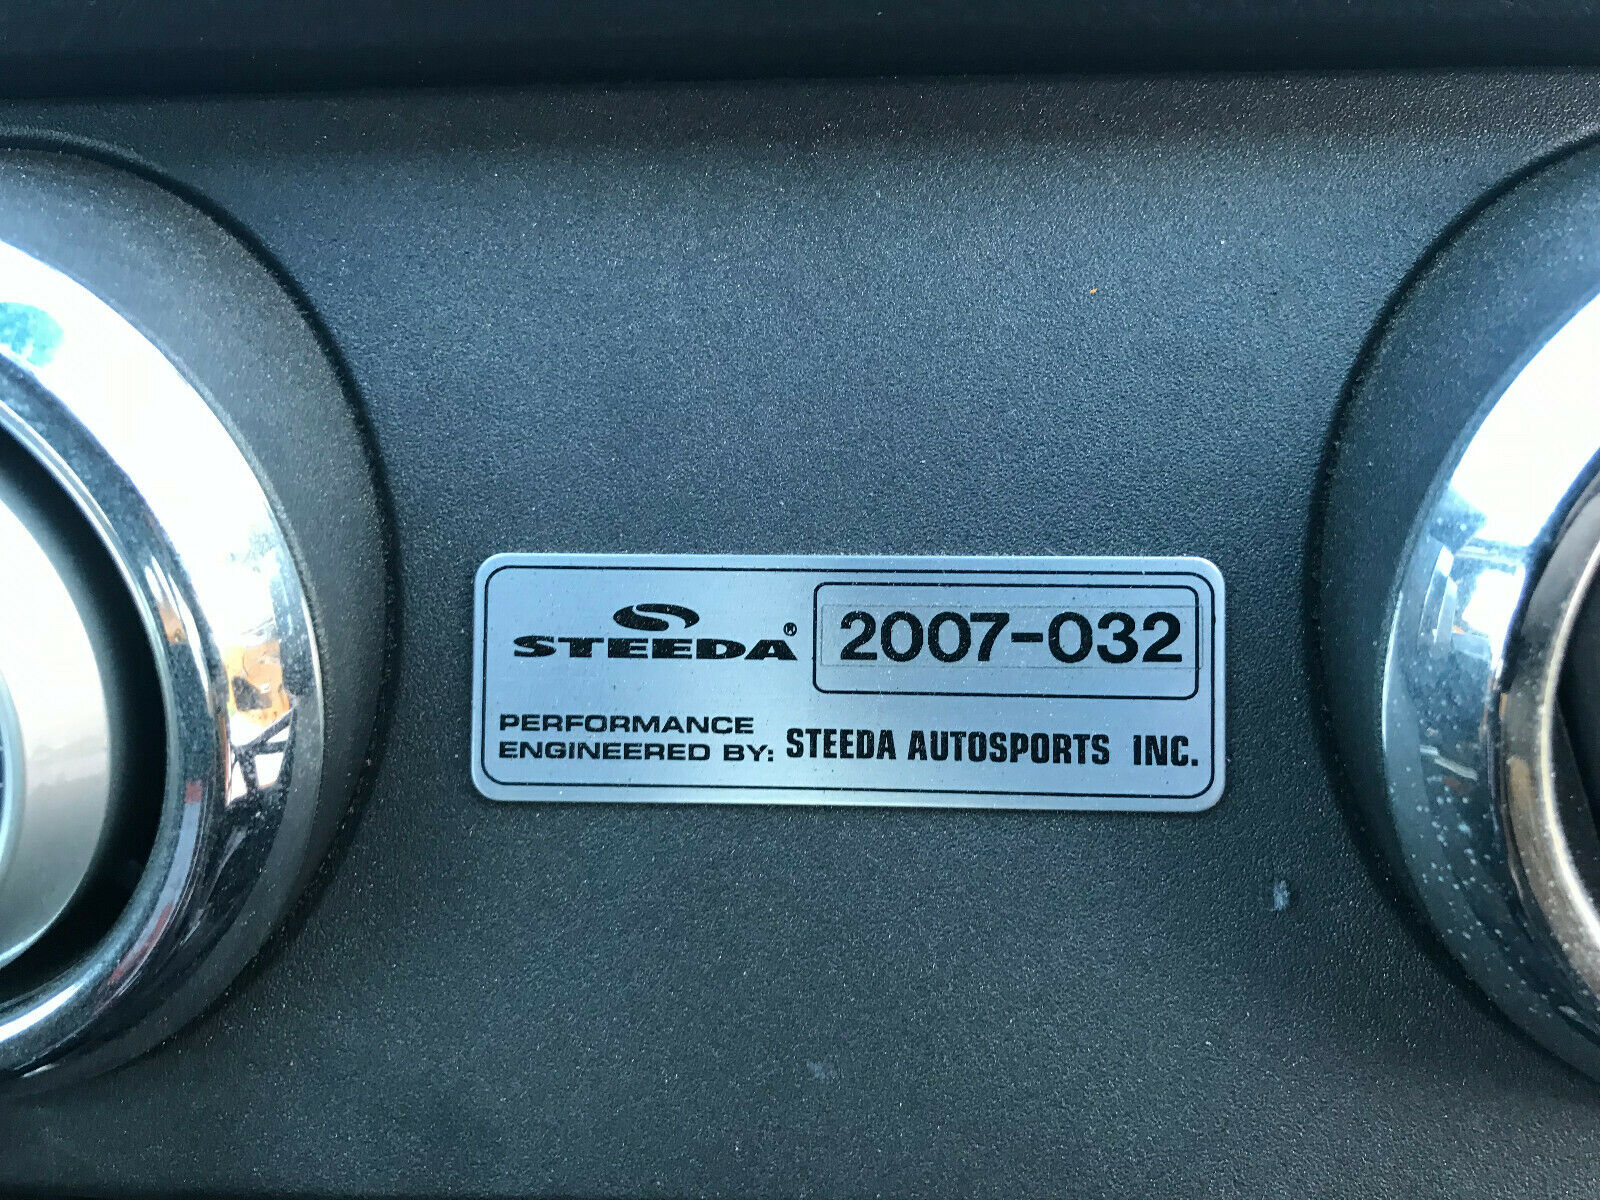 STEEDA® 2007-032
PERFORMANCE
ENGINEERED BY: STEEDA AUTOSPORTS INC.